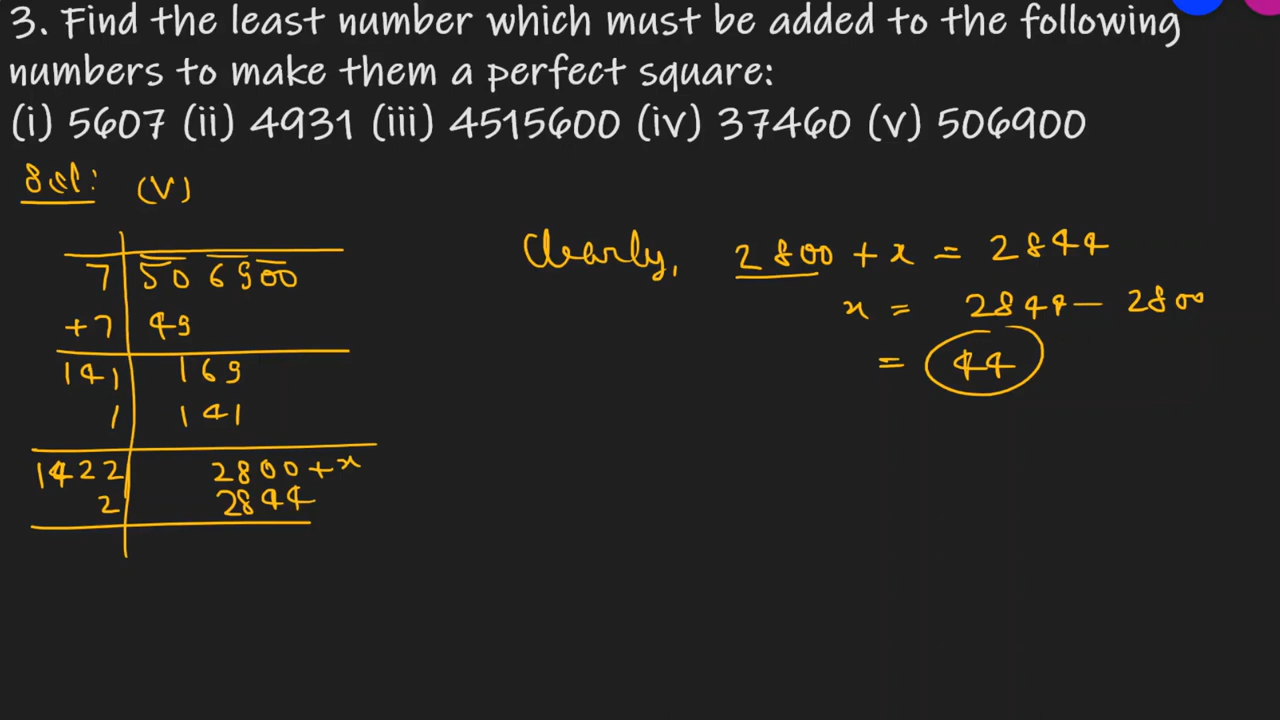 3. Find the least number which must be added to the following
numbers to make them a perfect square:
(i) 5607 (ii) 4931 (iii) 4515600 (iv) 37460 (v) 506900
Sol: (V)
7 | 50 69 00
+7 | 49
141 | 169
1 | 141
1422 | 2800+x
2 | 2844
Clearly, 2800 + x = 2844
x = 2844 - 2800
= 44